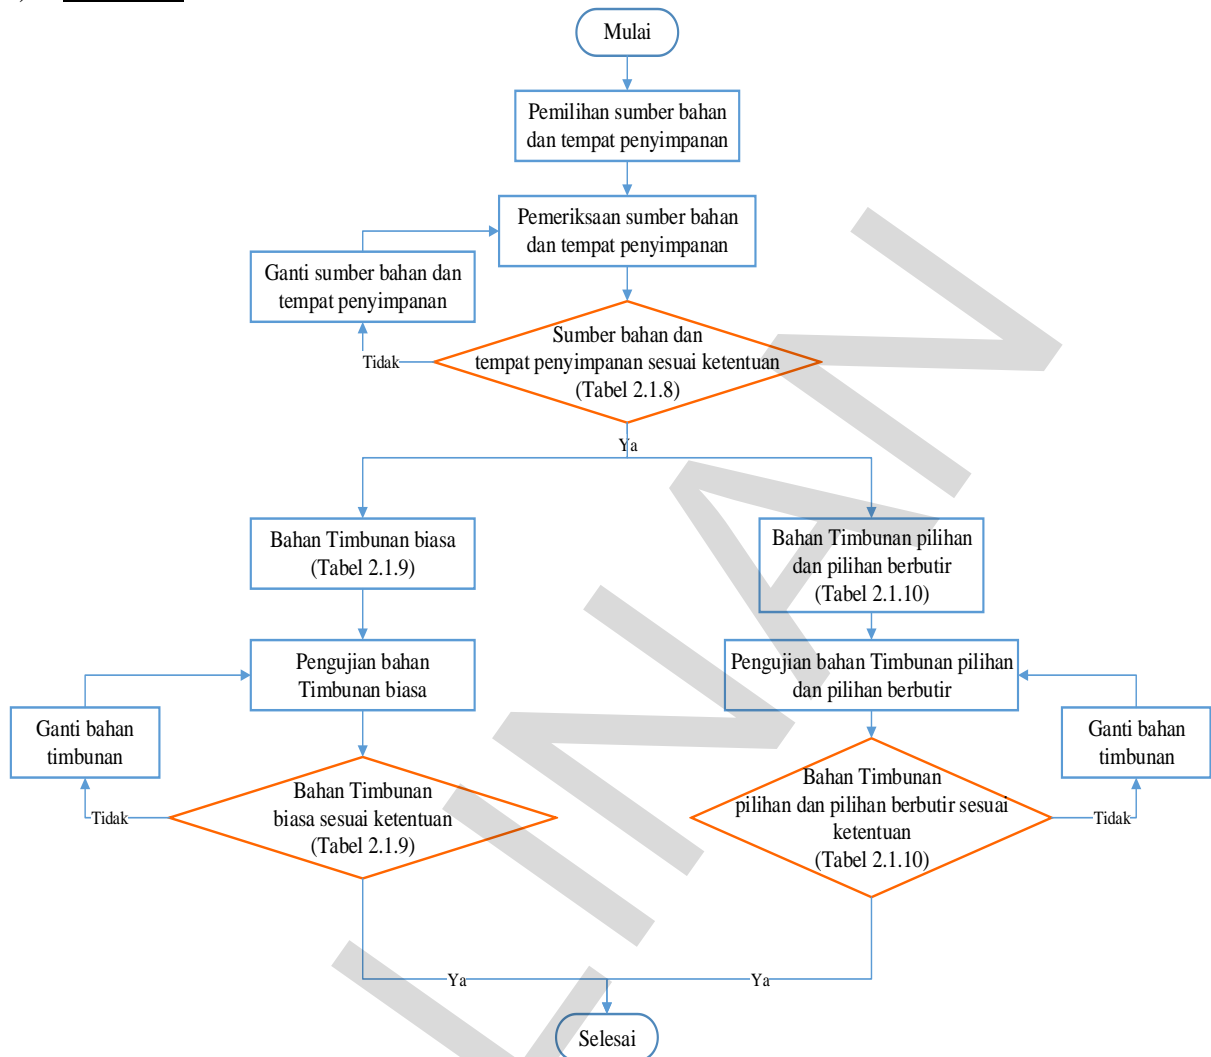 Mulai
Pemilihan sumber bahan
dan tempat penyimpanan
Pemeriksaan sumber bahan
dan tempat penyimpanan
Ganti sumber bahan dan
tempat penyimpanan
Sumber bahan dan
tempat penyimpanan sesuai ketentuan
(Tabel 2.1.8)
Tidak
Ya
Bahan Timbunan biasa
(Tabel 2.1.9)
Bahan Timbunan pilihan
dan pilihan berbutir
(Tabel 2.1.10)
Pengujian bahan
Timbunan biasa
Pengujian bahan Timbunan pilihan
dan pilihan berbutir
Ganti bahan
timbunan
Ganti bahan
timbunan
Bahan Timbunan
biasa sesuai ketentuan
(Tabel 2.1.9)
Tidak
Bahan Timbunan
pilihan dan pilihan berbutir sesuai
ketentuan
(Tabel 2.1.10)
Tidak
Ya
Ya
Selesai